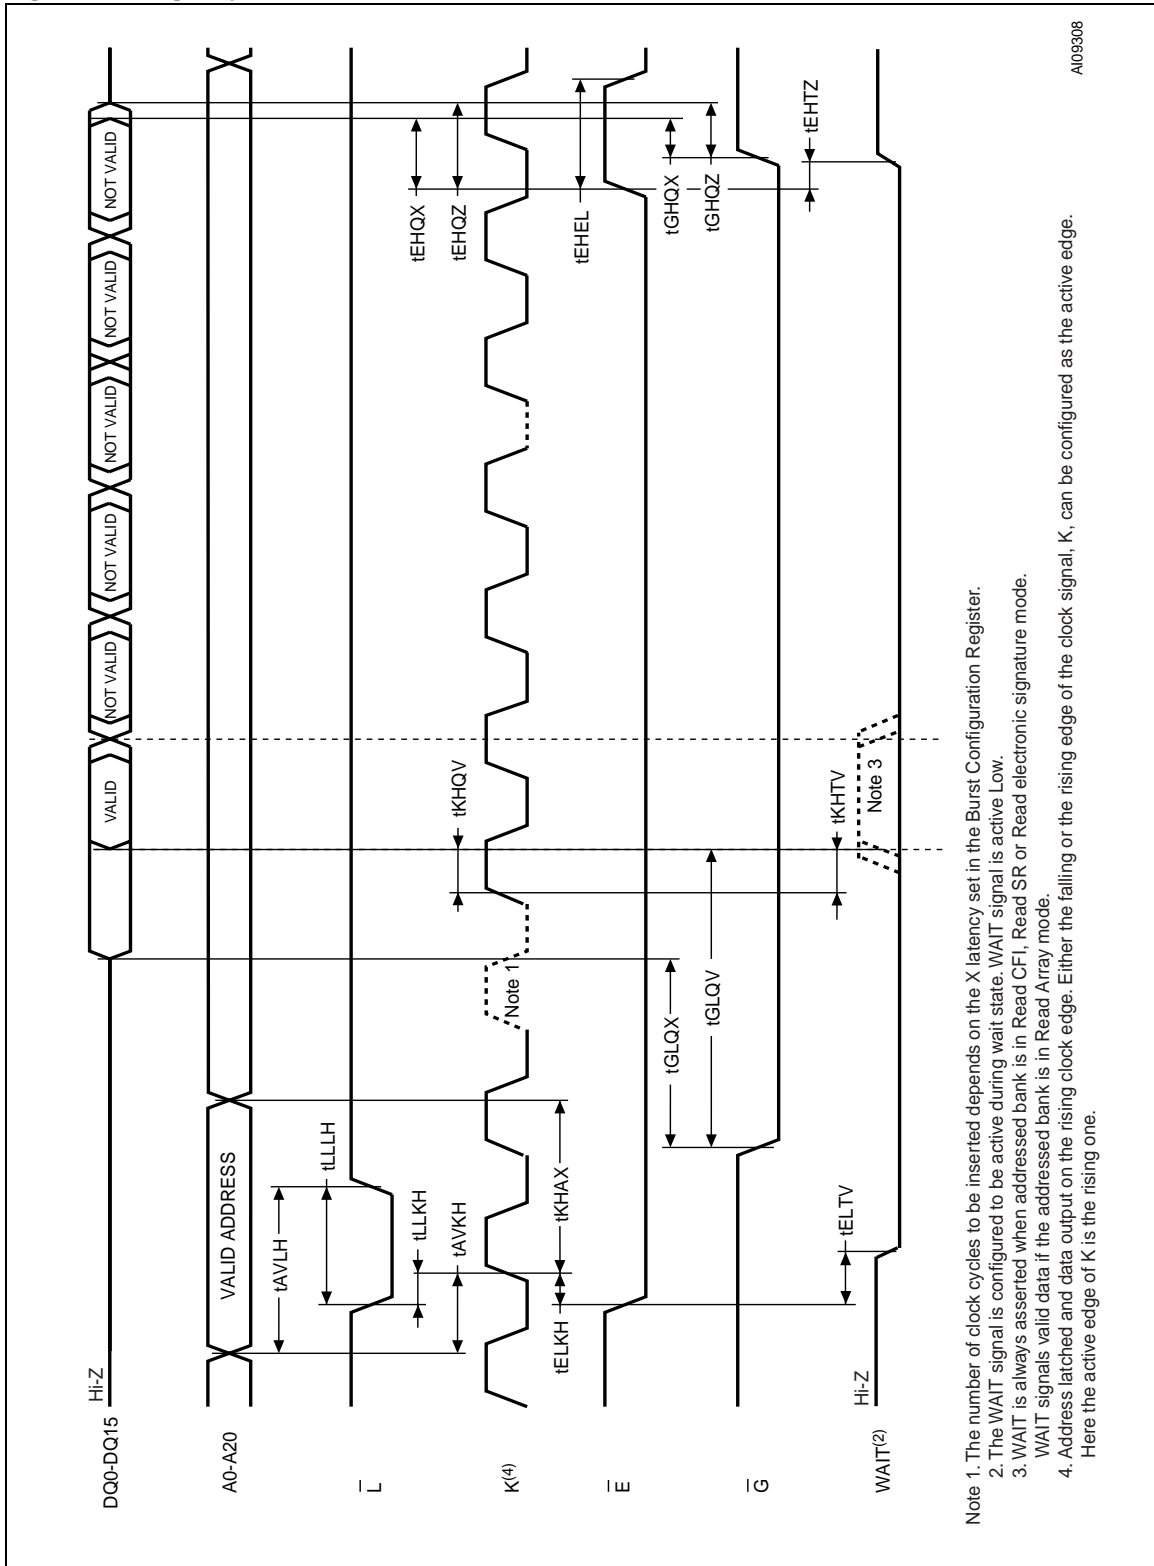 AI09308
DQ0-DQ15
Hi-Z
VALID
NOT VALID
NOT VALID
NOT VALID
NOT VALID
NOT VALID
A0-A20
VALID ADDRESS
L
tAVLH
tLLLH
tLLKH
tAVKH
K(4)
Note 1
tKHQV
tEHQX
tEHQZ
tELKH
tKHAX
E
tEHEL
tGLQX
tGLQV
tGHQX
tGHQZ
G
tELTV
tKHTV
tEHTZ
WAIT(2)
Hi-Z
Note 3
Note 1. The number of clock cycles to be inserted depends on the X latency set in the Burst Configuration Register.
2. The WAIT signal is configured to be active during wait state. WAIT signal is active Low.
3. WAIT is always asserted when addressed bank is in Read CFI, Read SR or Read electronic signature mode.
WAIT signals valid data if the addressed bank is in Read Array mode.
4. Address latched and data output on the rising clock edge. Either the falling or the rising edge of the clock signal, K, can be configured as the active edge.
Here the active edge of K is the rising one.